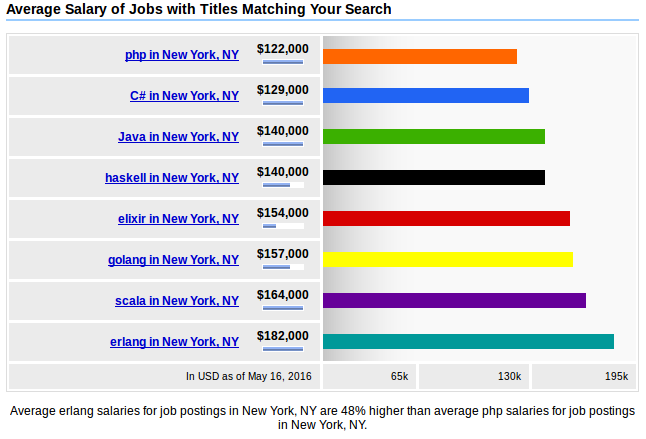 Average Salary of Jobs with Titles Matching Your Search
php in New York, NY $122,000
C# in New York, NY $129,000
Java in New York, NY $140,000
haskell in New York, NY $140,000
elixir in New York, NY $154,000
golang in New York, NY $157,000
scala in New York, NY $164,000
erlang in New York, NY $182,000
In USD as of May 16, 2016 65k 130k 195k
Average erlang salaries for job postings in New York, NY are 48% higher than average php salaries for job postings
in New York, NY.